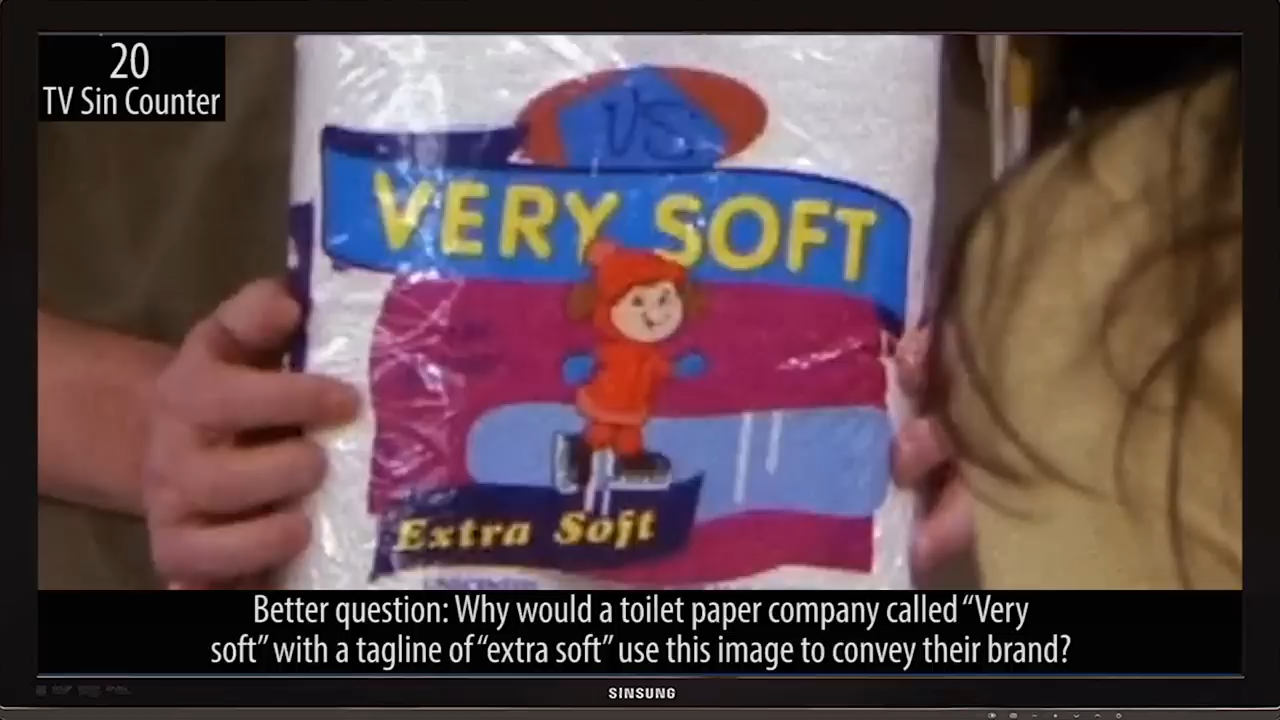 20
TV Sin Counter
VS
VERY SOFT
Extra Soft
Better question: Why would a toilet paper company called “Very
soft” with a tagline of “extra soft” use this image to convey their brand?
SINSUNG